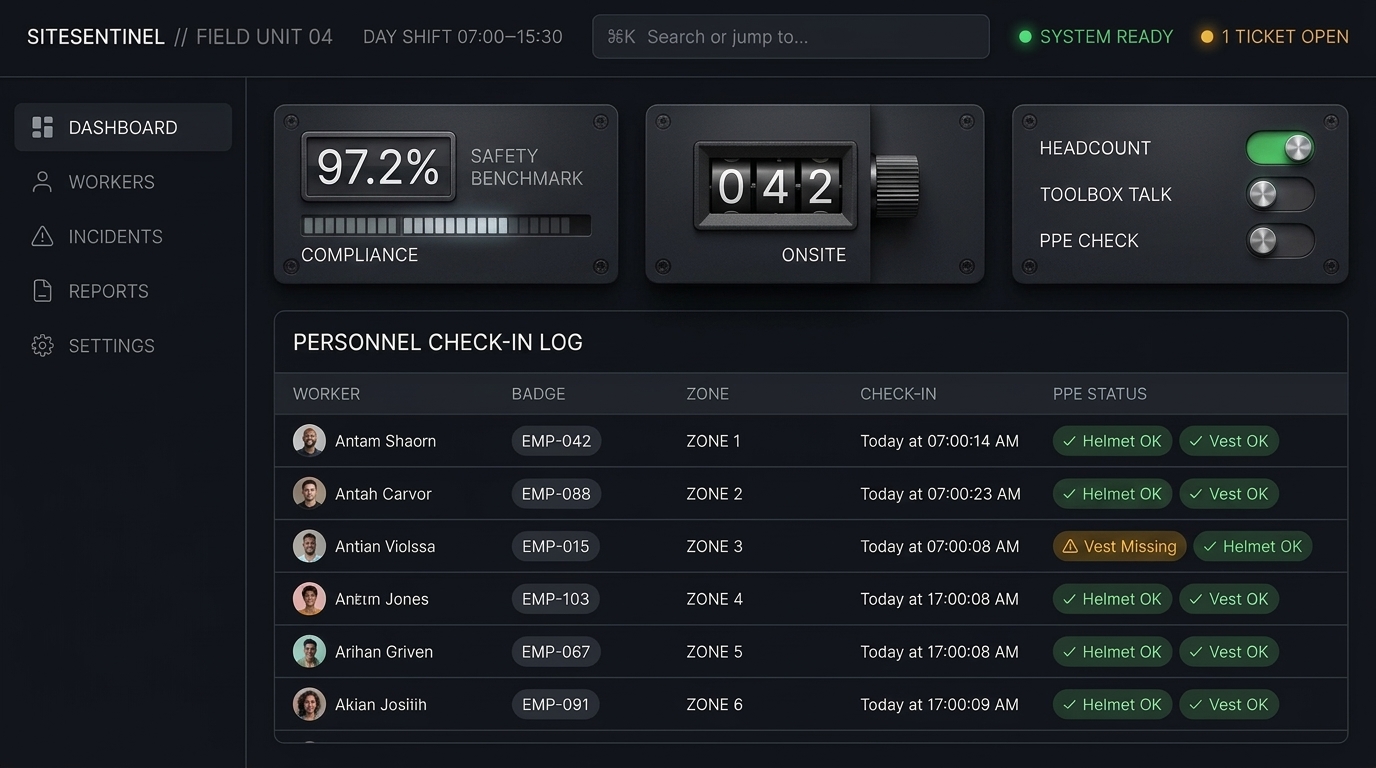 SITESENTINEL // FIELD UNIT 04
DAY SHIFT 07:00–15:30
⌘K Search or jump to...
SYSTEM READY
1 TICKET OPEN
DASHBOARD
WORKERS
INCIDENTS
REPORTS
SETTINGS
97.2%
SAFETY
BENCHMARK
COMPLIANCE
042
ONSITE
HEADCOUNT
TOOLBOX TALK
PPE CHECK
PERSONNEL CHECK-IN LOG
WORKER BADGE ZONE CHECK-IN PPE STATUS
Antam Shaorn EMP-042 ZONE 1 Today at 07:00:14 AM ✓ Helmet OK ✓ Vest OK
Antah Carvor EMP-088 ZONE 2 Today at 07:00:23 AM ✓ Helmet OK ✓ Vest OK
Antian Violssa EMP-015 ZONE 3 Today at 07:00:08 AM ⚠ Vest Missing ✓ Helmet OK
Jones EMP-103 ZONE 4 Today at 17:00:08 AM ✓ Helmet OK ✓ Vest OK
Arihan Griven EMP-067 ZONE 5 Today at 17:00:08 AM ✓ Helmet OK ✓ Vest OK
Akian EMP-091 ZONE 6 Today at 17:00:09 AM ✓ Helmet OK ✓ Vest OK